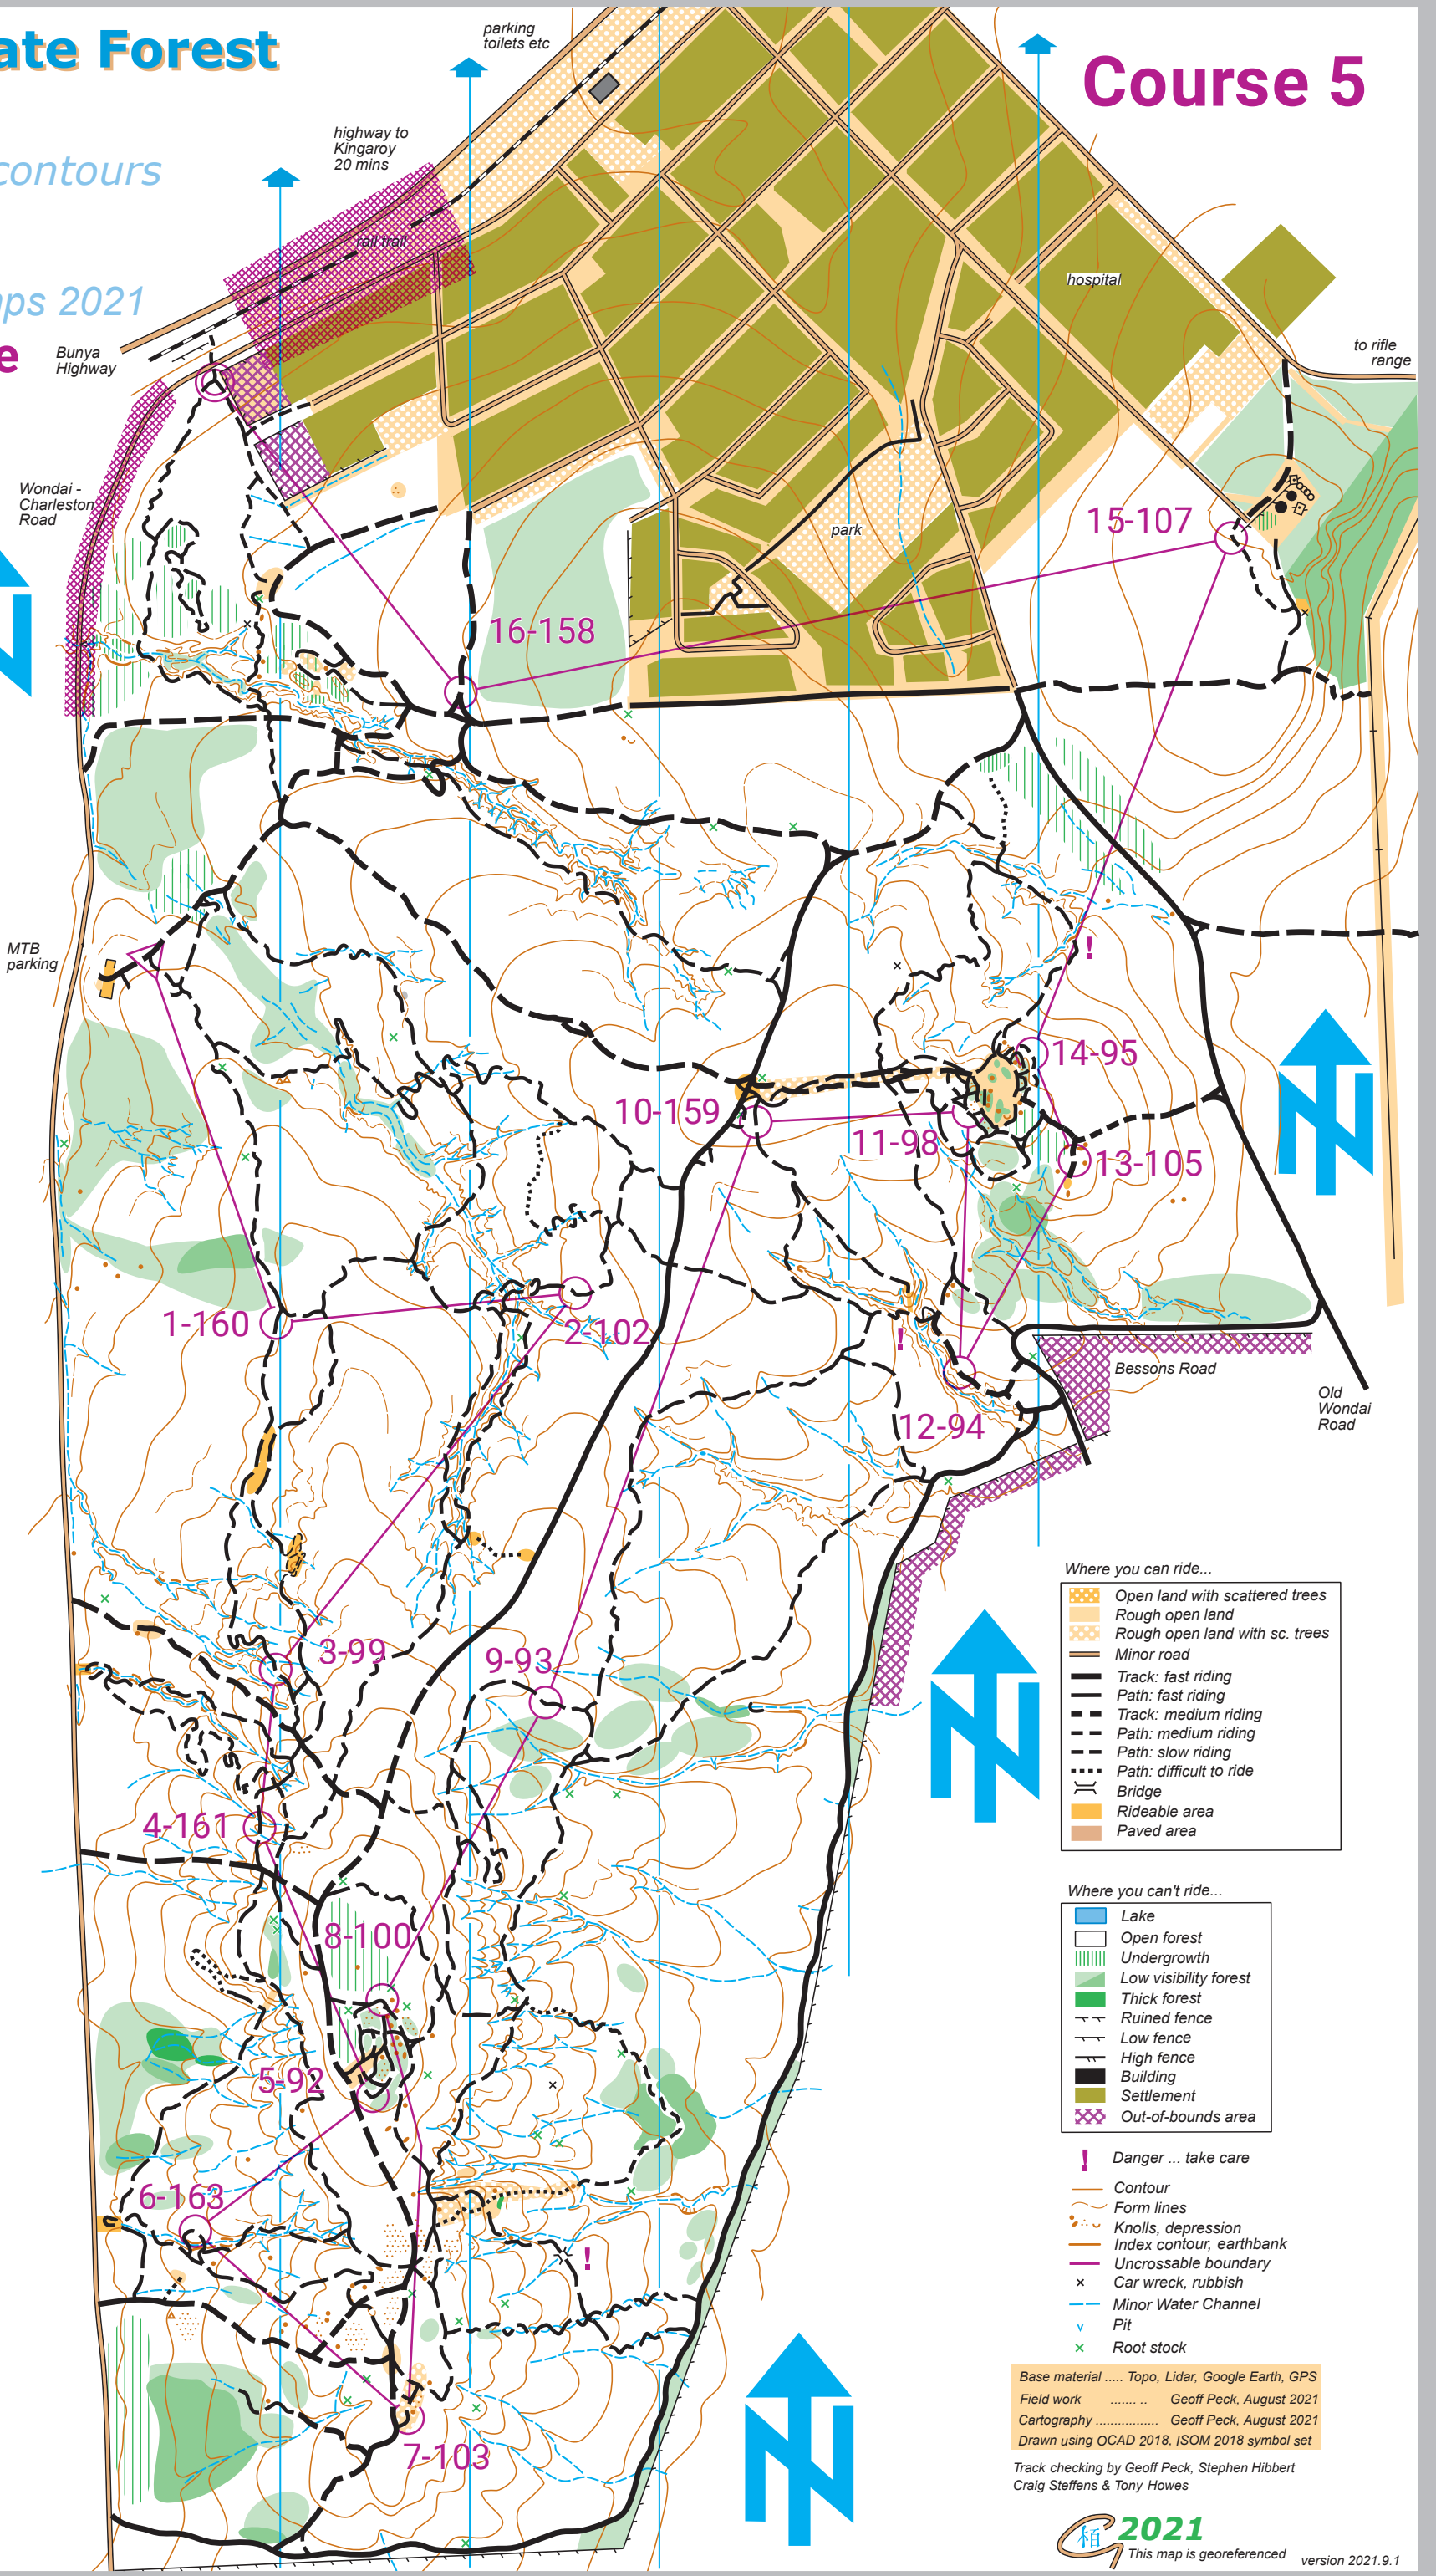 ate Forest
parking
toilets etc
Course 5
highway to
Kingaroy
20 mins
contours
rail trail
hospital
ps 2021
e
Bunya
Highway
to rifle
range
Wondai -
Charleston
Road
15-107
park
16-158
MTB
parking
14-95
10-159
11-98
13-105
1-160
2-102
Bessons Road
Old
Wondai
Road
12-94
3-99
9-93
4-161
8-100
5-92
6-163
7-103
Where you can ride...
Open land with scattered trees
Rough open land
Rough open land with sc. trees
Minor road
Track: fast riding
Path: fast riding
Track: medium riding
Path: medium riding
Path: slow riding
Path: difficult to ride
Bridge
Rideable area
Paved area
Where you can't ride...
Lake
Open forest
Undergrowth
Low visibility forest
Thick forest
Ruined fence
Low fence
High fence
Building
Settlement
Out-of-bounds area
! Danger ... take care
Contour
Form lines
Knolls, depression
Index contour, earthbank
Uncrossable boundary
Car wreck, rubbish
Minor Water Channel
Pit
Root stock
Base material ..... Topo, Lidar, Google Earth, GPS
Field work ....... .. Geoff Peck, August 2021
Cartography ................. Geoff Peck, August 2021
Drawn using OCAD 2018, ISOM 2018 symbol set
Track checking by Geoff Peck, Stephen Hibbert
Craig Steffens & Tony Howes
栢 2021
This map is georeferenced
version 2021.9.1